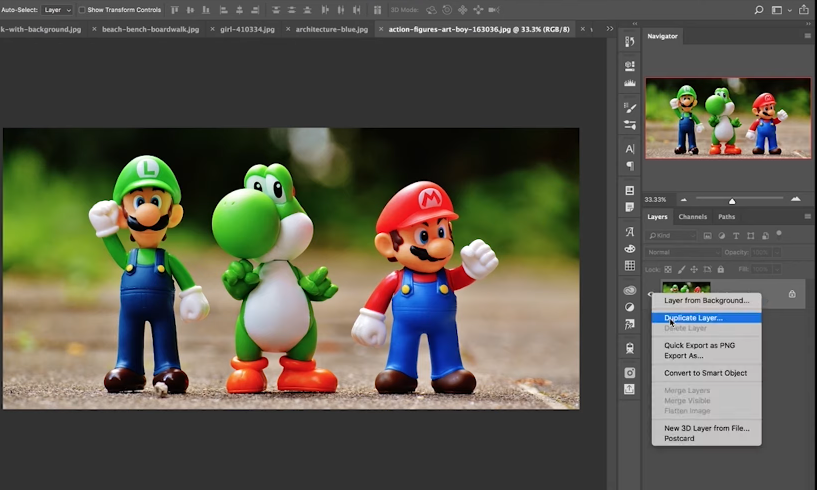 Auto-Select: Layer Show Transform Controls 3D Mode:
k-with-background.jpg × beach-bench-boardwalk.jpg × girl-410334.jpg × architecture-blue.jpg × action-figures-art-boy-163036.jpg @ 33.3% (RGB/8) ×
Navigator
33.33%
Layers Channels Paths
Kind
Normal Opacity: 100%
Lock: Fill: 100%
Layer from Background...
Duplicate Layer...
Delete Layer
Quick Export as PNG
Export As...
Convert to Smart Object
Merge Layers
Merge Visible
Flatten Image
New 3D Layer from File...
Postcard
L
M